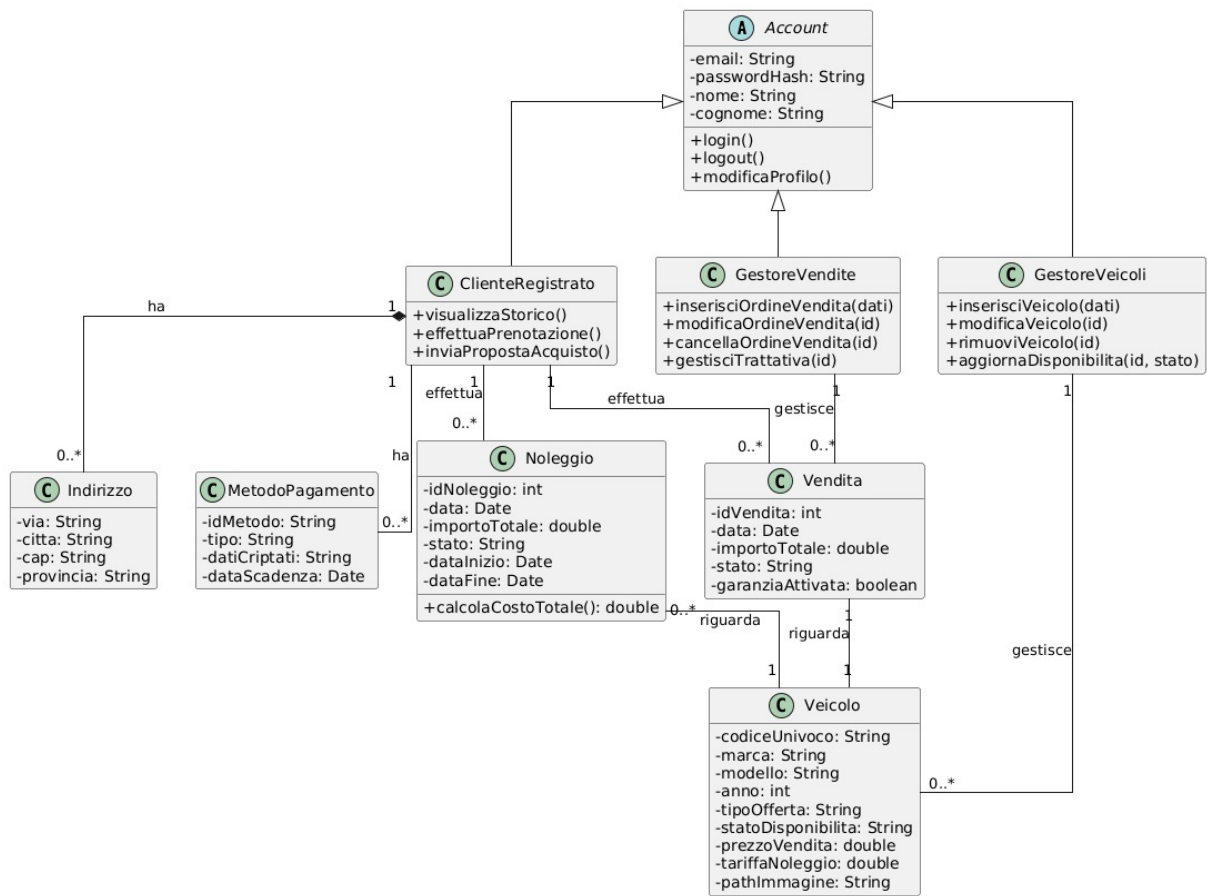 A Account
-email: String
-passwordHash: String
-nome: String
-cognome: String
+login()
+logout()
+modificaProfilo()
C ClienteRegistrato
+visualizzaStorico()
+effettuaPrenotazione()
+inviaPropostaAcquisto()
C GestoreVendite
+inserisciOrdineVendita(dati)
+modificaOrdineVendita(id)
+cancellaOrdineVendita(id)
+gestisciTrattativa(id)
C GestoreVeicoli
+inserisciVeicolo(dati)
+modificaVeicolo(id)
+rimuoviVeicolo(id)
+aggiornaDisponibilita(id, stato)
ha
1
0..*
1
ha
0..*
1
effettua
0..*
1
effettua
0..*
1
gestisce
0..*
1
gestisce
0..*
C Indirizzo
-via: String
-citta: String
-cap: String
-provincia: String
C MetodoPagamento
-idMetodo: String
-tipo: String
-datiCriptati: String
-dataScadenza: Date
C Noleggio
-idNoleggio: int
-data: Date
-importoTotale: double
-stato: String
-dataInizio: Date
-dataFine: Date
+calcolaCostoTotale(): double
C Vendita
-idVendita: int
-data: Date
-importoTotale: double
-stato: String
-garanziaAttivata: boolean
0..*
riguarda
1
1
riguarda
1
C Veicolo
-codiceUnivoco: String
-marca: String
-modello: String
-anno: int
-tipoOfferta: String
-statoDisponibilita: String
-prezzoVendita: double
-tariffaNoleggio: double
-pathImmagine: String